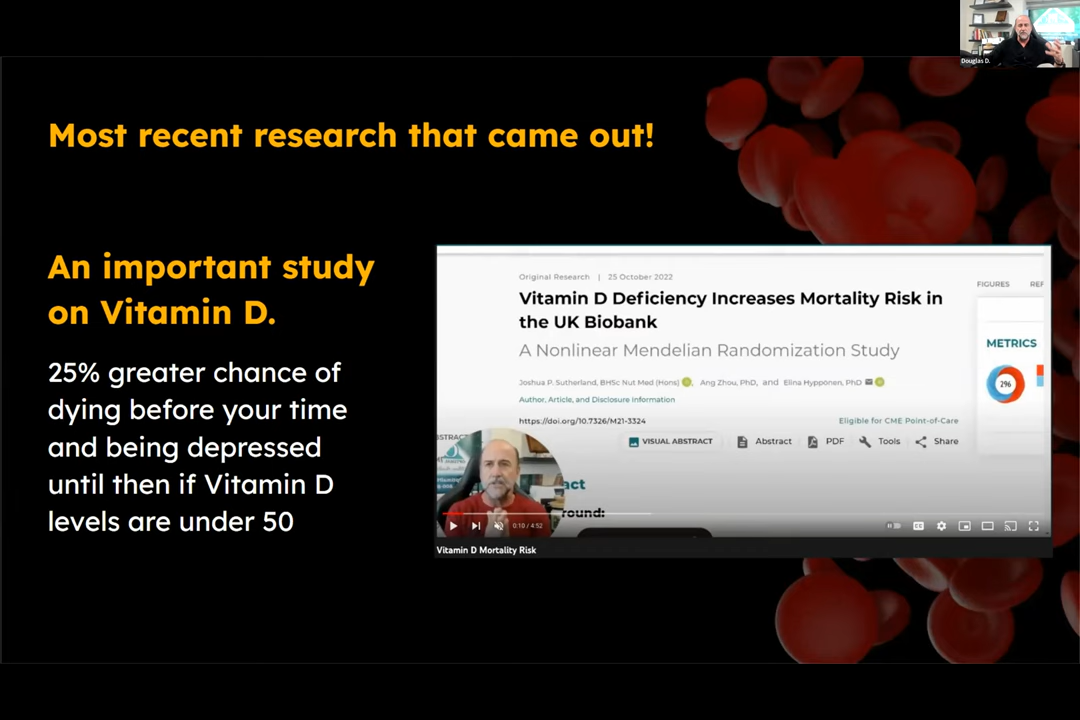 Douglas D.
Most recent research that came out!
An important study
on Vitamin D.
25% greater chance of
dying before your time
and being depressed
until then if Vitamin D
levels are under 50
Original Research | 25 October 2022
Vitamin D Deficiency Increases Mortality Risk in
the UK Biobank
A Nonlinear Mendelian Randomization Study
Joshua P. Sutherland, BHSc Nut Med (Hons), Ang Zhou, PhD, and Elina Hyppönen, PhD
Author, Article, and Disclosure Information
https://doi.org/10.7326/M21-3324
Eligible for CME Point-of-Care
VISUAL ABSTRACT
Abstract
PDF
Tools
Share
FIGURES
REF
METRICS
296
STRAC
act
round:
0:10 / 4:52
CC
Vitamin D Mortality Risk